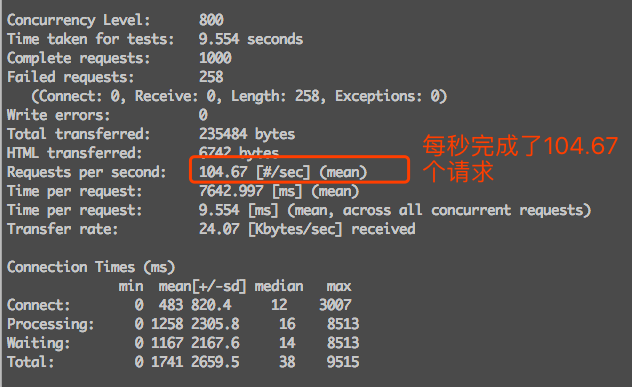 Concurrency Level: 800
Time taken for tests: 9.554 seconds
Complete requests: 1000
Failed requests: 258
(Connect: 0, Receive: 0, Length: 258, Exceptions: 0)
Write errors: 0
Total transferred: 235484 bytes
HTML transferred: 6742 bytes
Requests per second: 104.67 [#/sec] (mean)
Time per request: 7642.997 [ms] (mean)
Time per request: 9.554 [ms] (mean, across all concurrent requests)
Transfer rate: 24.07 [Kbytes/sec] received
每秒完成了104.67
个请求
Connection Times (ms)
min mean[+/-sd] median max
Connect: 0 483 820.4 12 3007
Processing: 0 1258 2305.8 16 8513
Waiting: 0 1167 2167.6 14 8513
Total: 0 1741 2659.5 38 9515